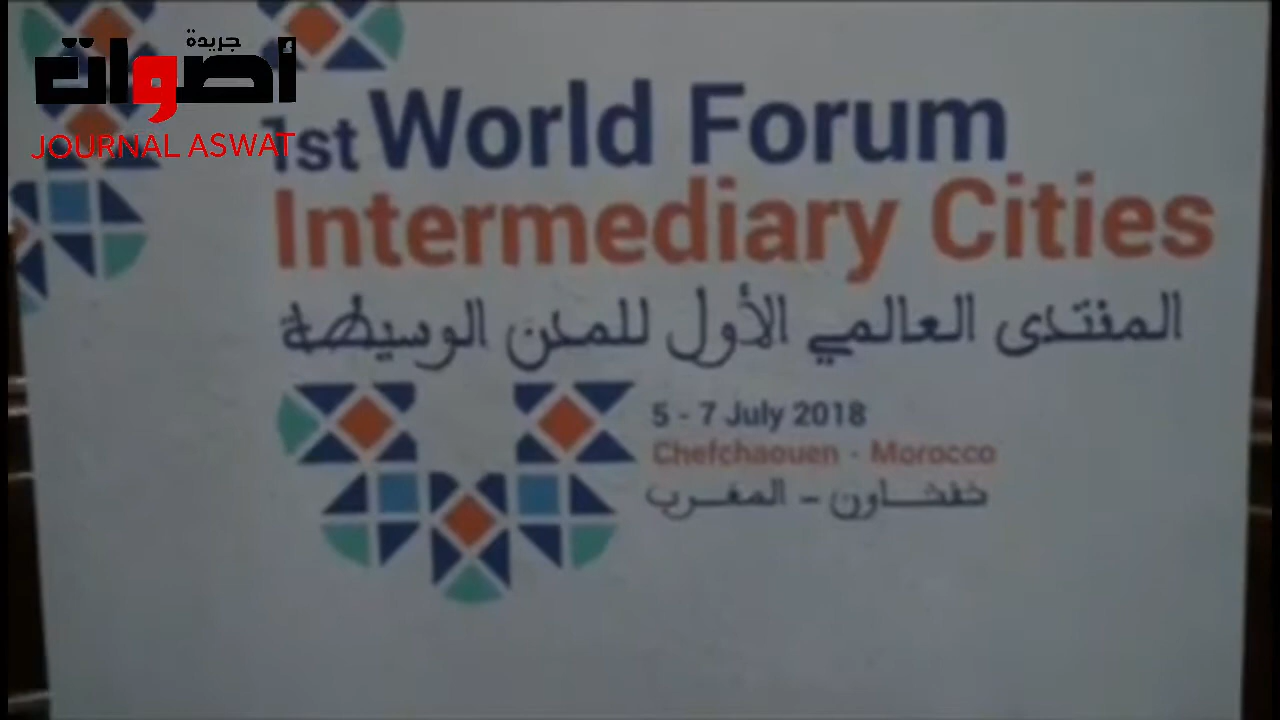 جريدة
أصوات
JOURNAL ASWAT
1st World Forum
Intermediary Cities
المنتدى العالمي الأول للمدن الوسيطة
5 - 7 July 2018
Chefchaouen - Morocco
شفشاون - المغرب